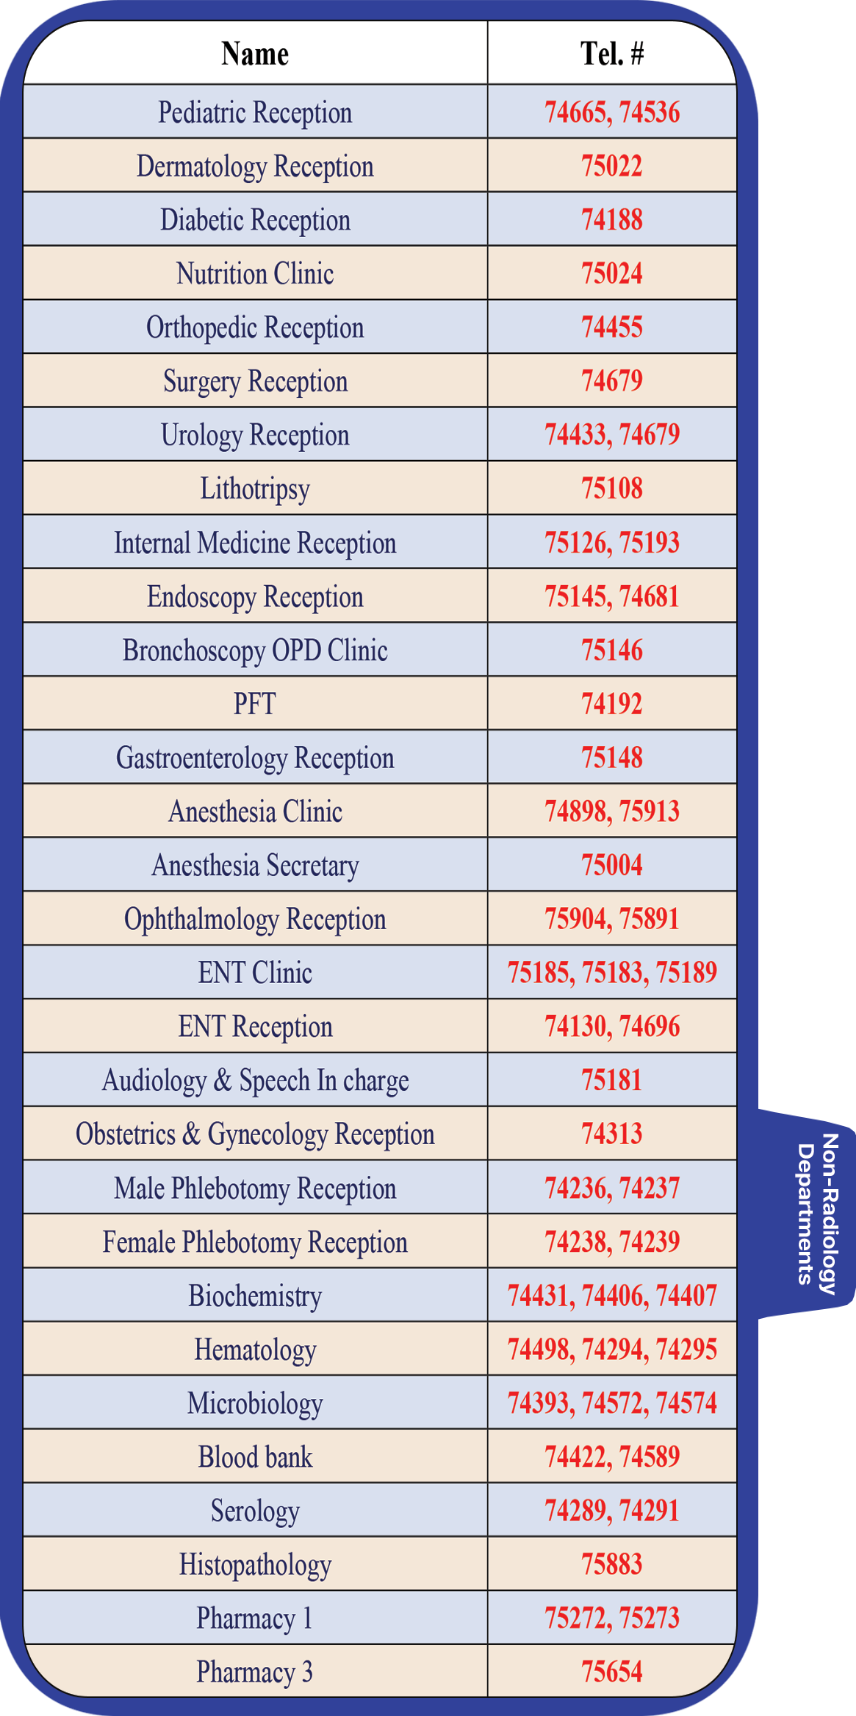 Name Tel. #
Pediatric Reception 74665, 74536
Dermatology Reception 75022
Diabetic Reception 74188
Nutrition Clinic 75024
Orthopedic Reception 74455
Surgery Reception 74679
Urology Reception 74433, 74679
Lithotripsy 75108
Internal Medicine Reception 75126, 75193
Endoscopy Reception 75145, 74681
Bronchoscopy OPD Clinic 75146
PFT 74192
Gastroenterology Reception 75148
Anesthesia Clinic 74898, 75913
Anesthesia Secretary 75004
Ophthalmology Reception 75904, 75891
ENT Clinic 75185, 75183, 75189
ENT Reception 74130, 74696
Audiology & Speech In charge 75181
Obstetrics & Gynecology Reception 74313
Male Phlebotomy Reception 74236, 74237
Female Phlebotomy Reception 74238, 74239
Biochemistry 74431, 74406, 74407
Hematology 74498, 74294, 74295
Microbiology 74393, 74572, 74574
Blood bank 74422, 74589
Serology 74289, 74291
Histopathology 75883
Pharmacy 1 75272, 75273
Pharmacy 3 75654
Non-Radiology
Departments